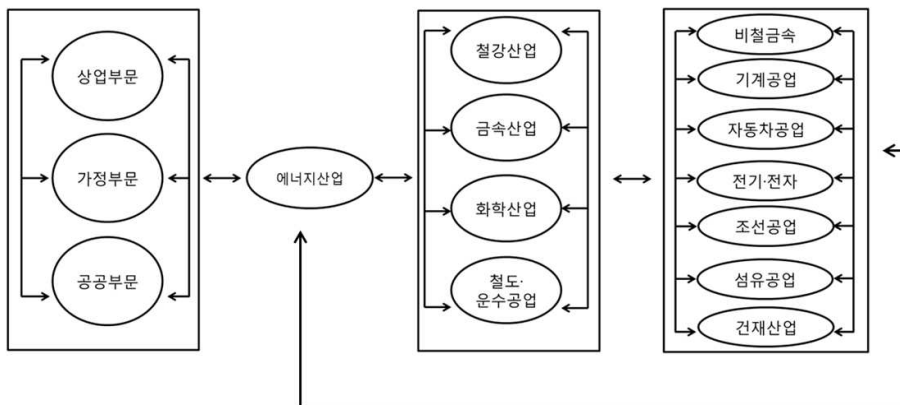 상업부문
가정부문
공공부문
에너지산업
철강산업
금속산업
화학산업
철도·
운수공업
비철금속
기계공업
자동차공업
전기·전자
조선공업
섬유공업
건재산업